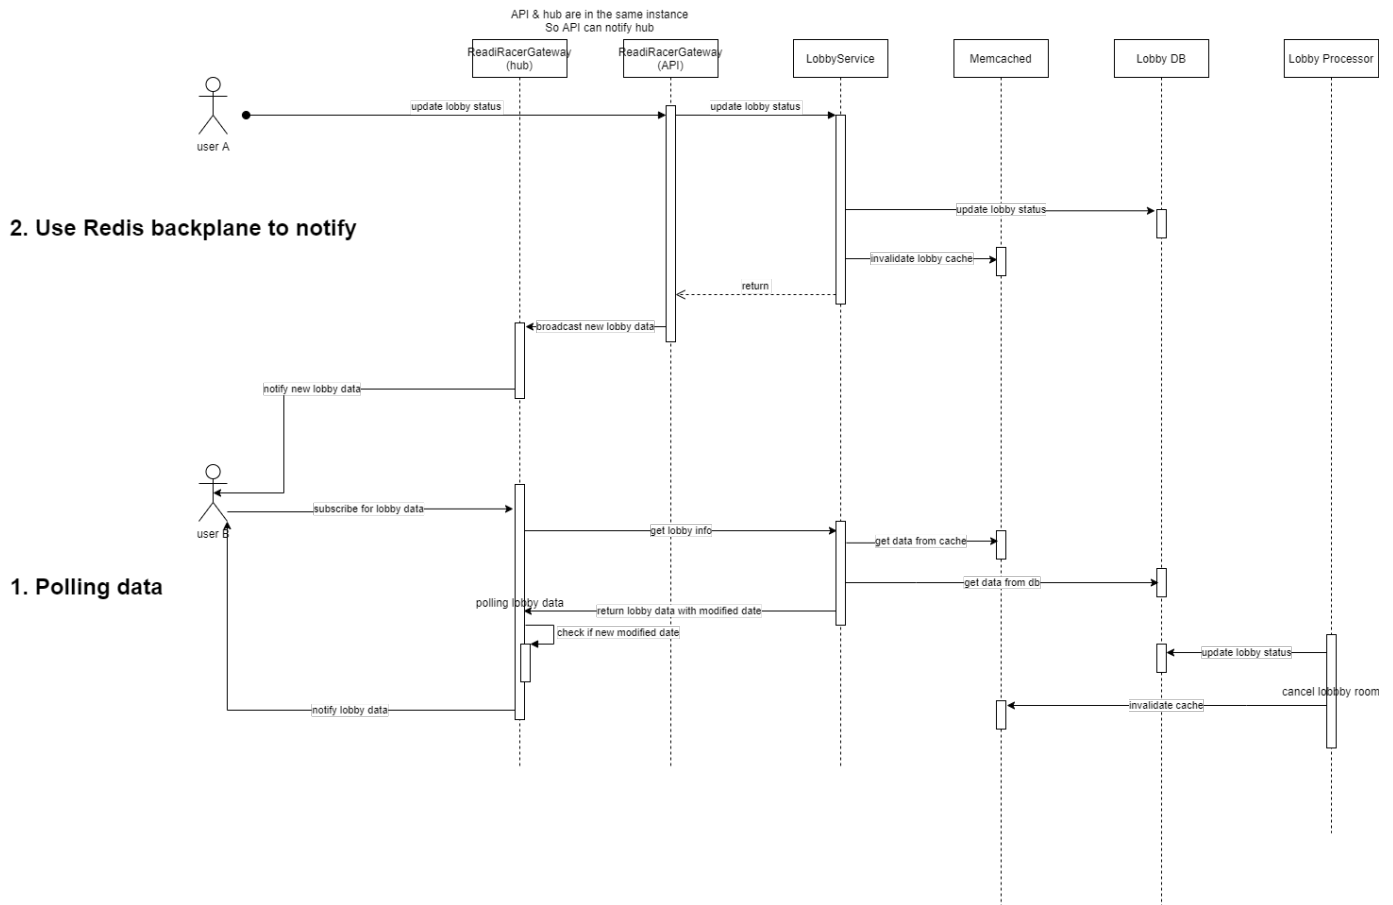 API & hub are in the same instance
So API can notify hub
ReadiRacerGateway
(hub)
ReadiRacerGateway
(API)
LobbyService
Memcached
Lobby DB
Lobby Processor
update lobby status
update lobby status
user A
update lobby status
2. Use Redis backplane to notify
invalidate lobby cache
return
broadcast new lobby data
notify new lobby data
subscribe for lobby data
user B
get lobby info
get data from cache
get data from db
1. Polling data
polling lobby data
return lobby data with modified date
check if new modified date
update lobby status
cancel lobbby room
invalidate cache
notify lobby data